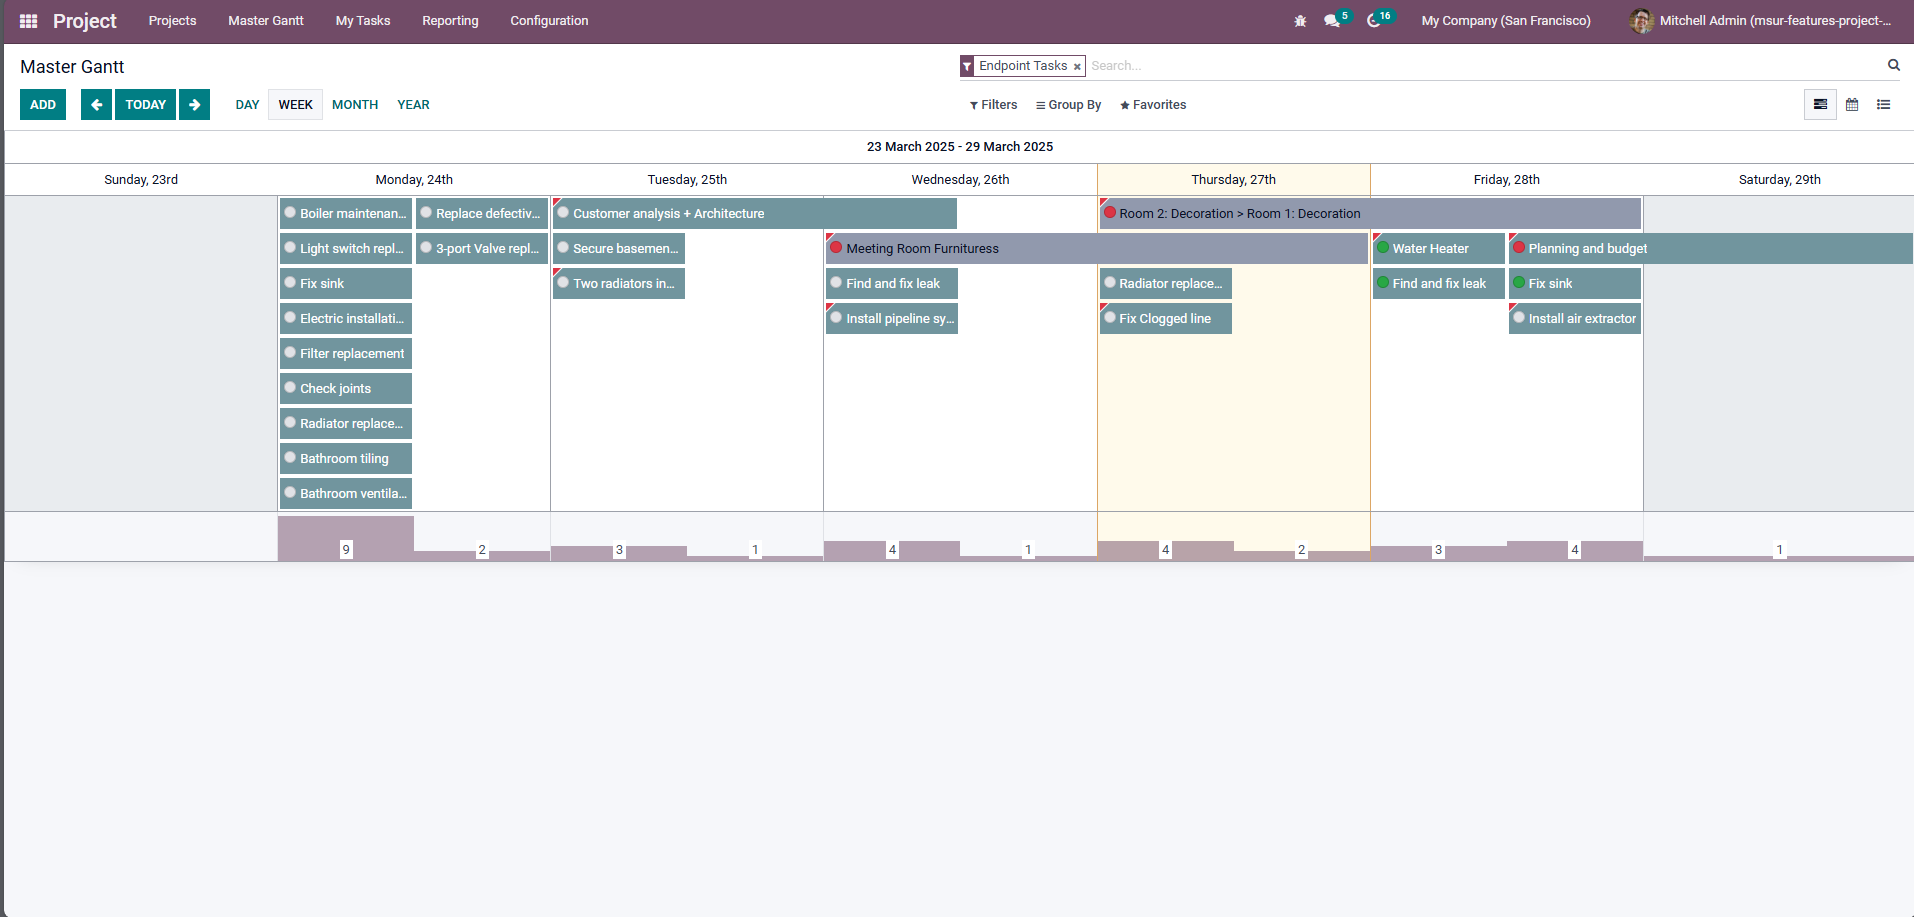 Project Projects Master Gantt My Tasks Reporting Configuration 5 16 My Company (San Francisco) Mitchell Admin (msur-features-project-...
Master Gantt
Endpoint Tasks × Search...
ADD TODAY DAY WEEK MONTH YEAR Filters Group By Favorites
23 March 2025 - 29 March 2025
Sunday, 23rd Monday, 24th Tuesday, 25th Wednesday, 26th Thursday, 27th Friday, 28th Saturday, 29th
Boiler maintenan... Replace defectiv... Customer analysis + Architecture Room 2: Decoration > Room 1: Decoration
Light switch repl... 3-port Valve repl... Secure basemen... Meeting Room Furnituress Water Heater Planning and budget
Fix sink Two radiators in... Find and fix leak Radiator replace... Find and fix leak Fix sink
Electric installati... Install pipeline sy... Fix Clogged line Install air extractor
Filter replacement
Check joints
Radiator replace...
Bathroom tiling
Bathroom ventila...
9 2 3 1 4 1 4 2 3 4 1